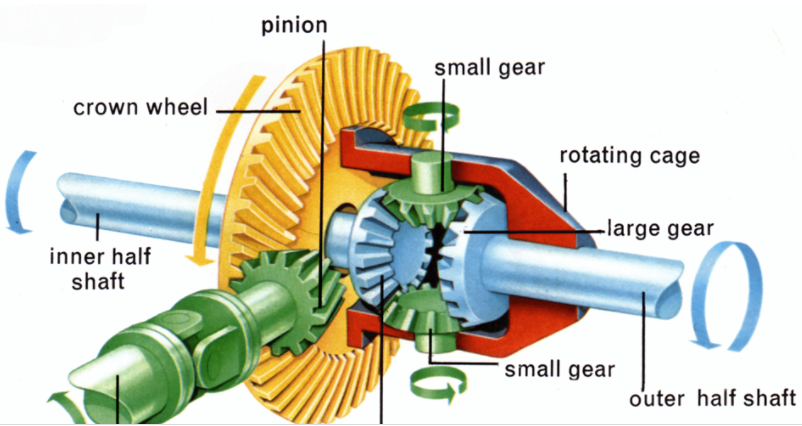 pinion
small gear
crown wheel
rotating cage
large gear
inner half
shaft
small gear
outer half shaft